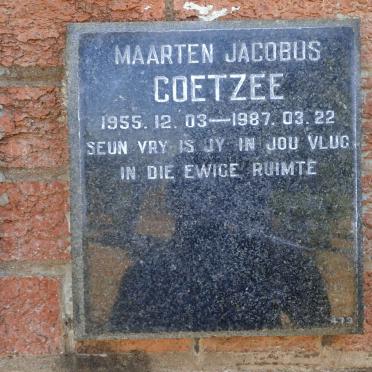 MAARTEN JACOBUS
COETZEE
1955. 12. 03—1987. 03. 22
SEUN VRY IS JY IN JOU VLUG
IN DIE EWIGE RUIMTE